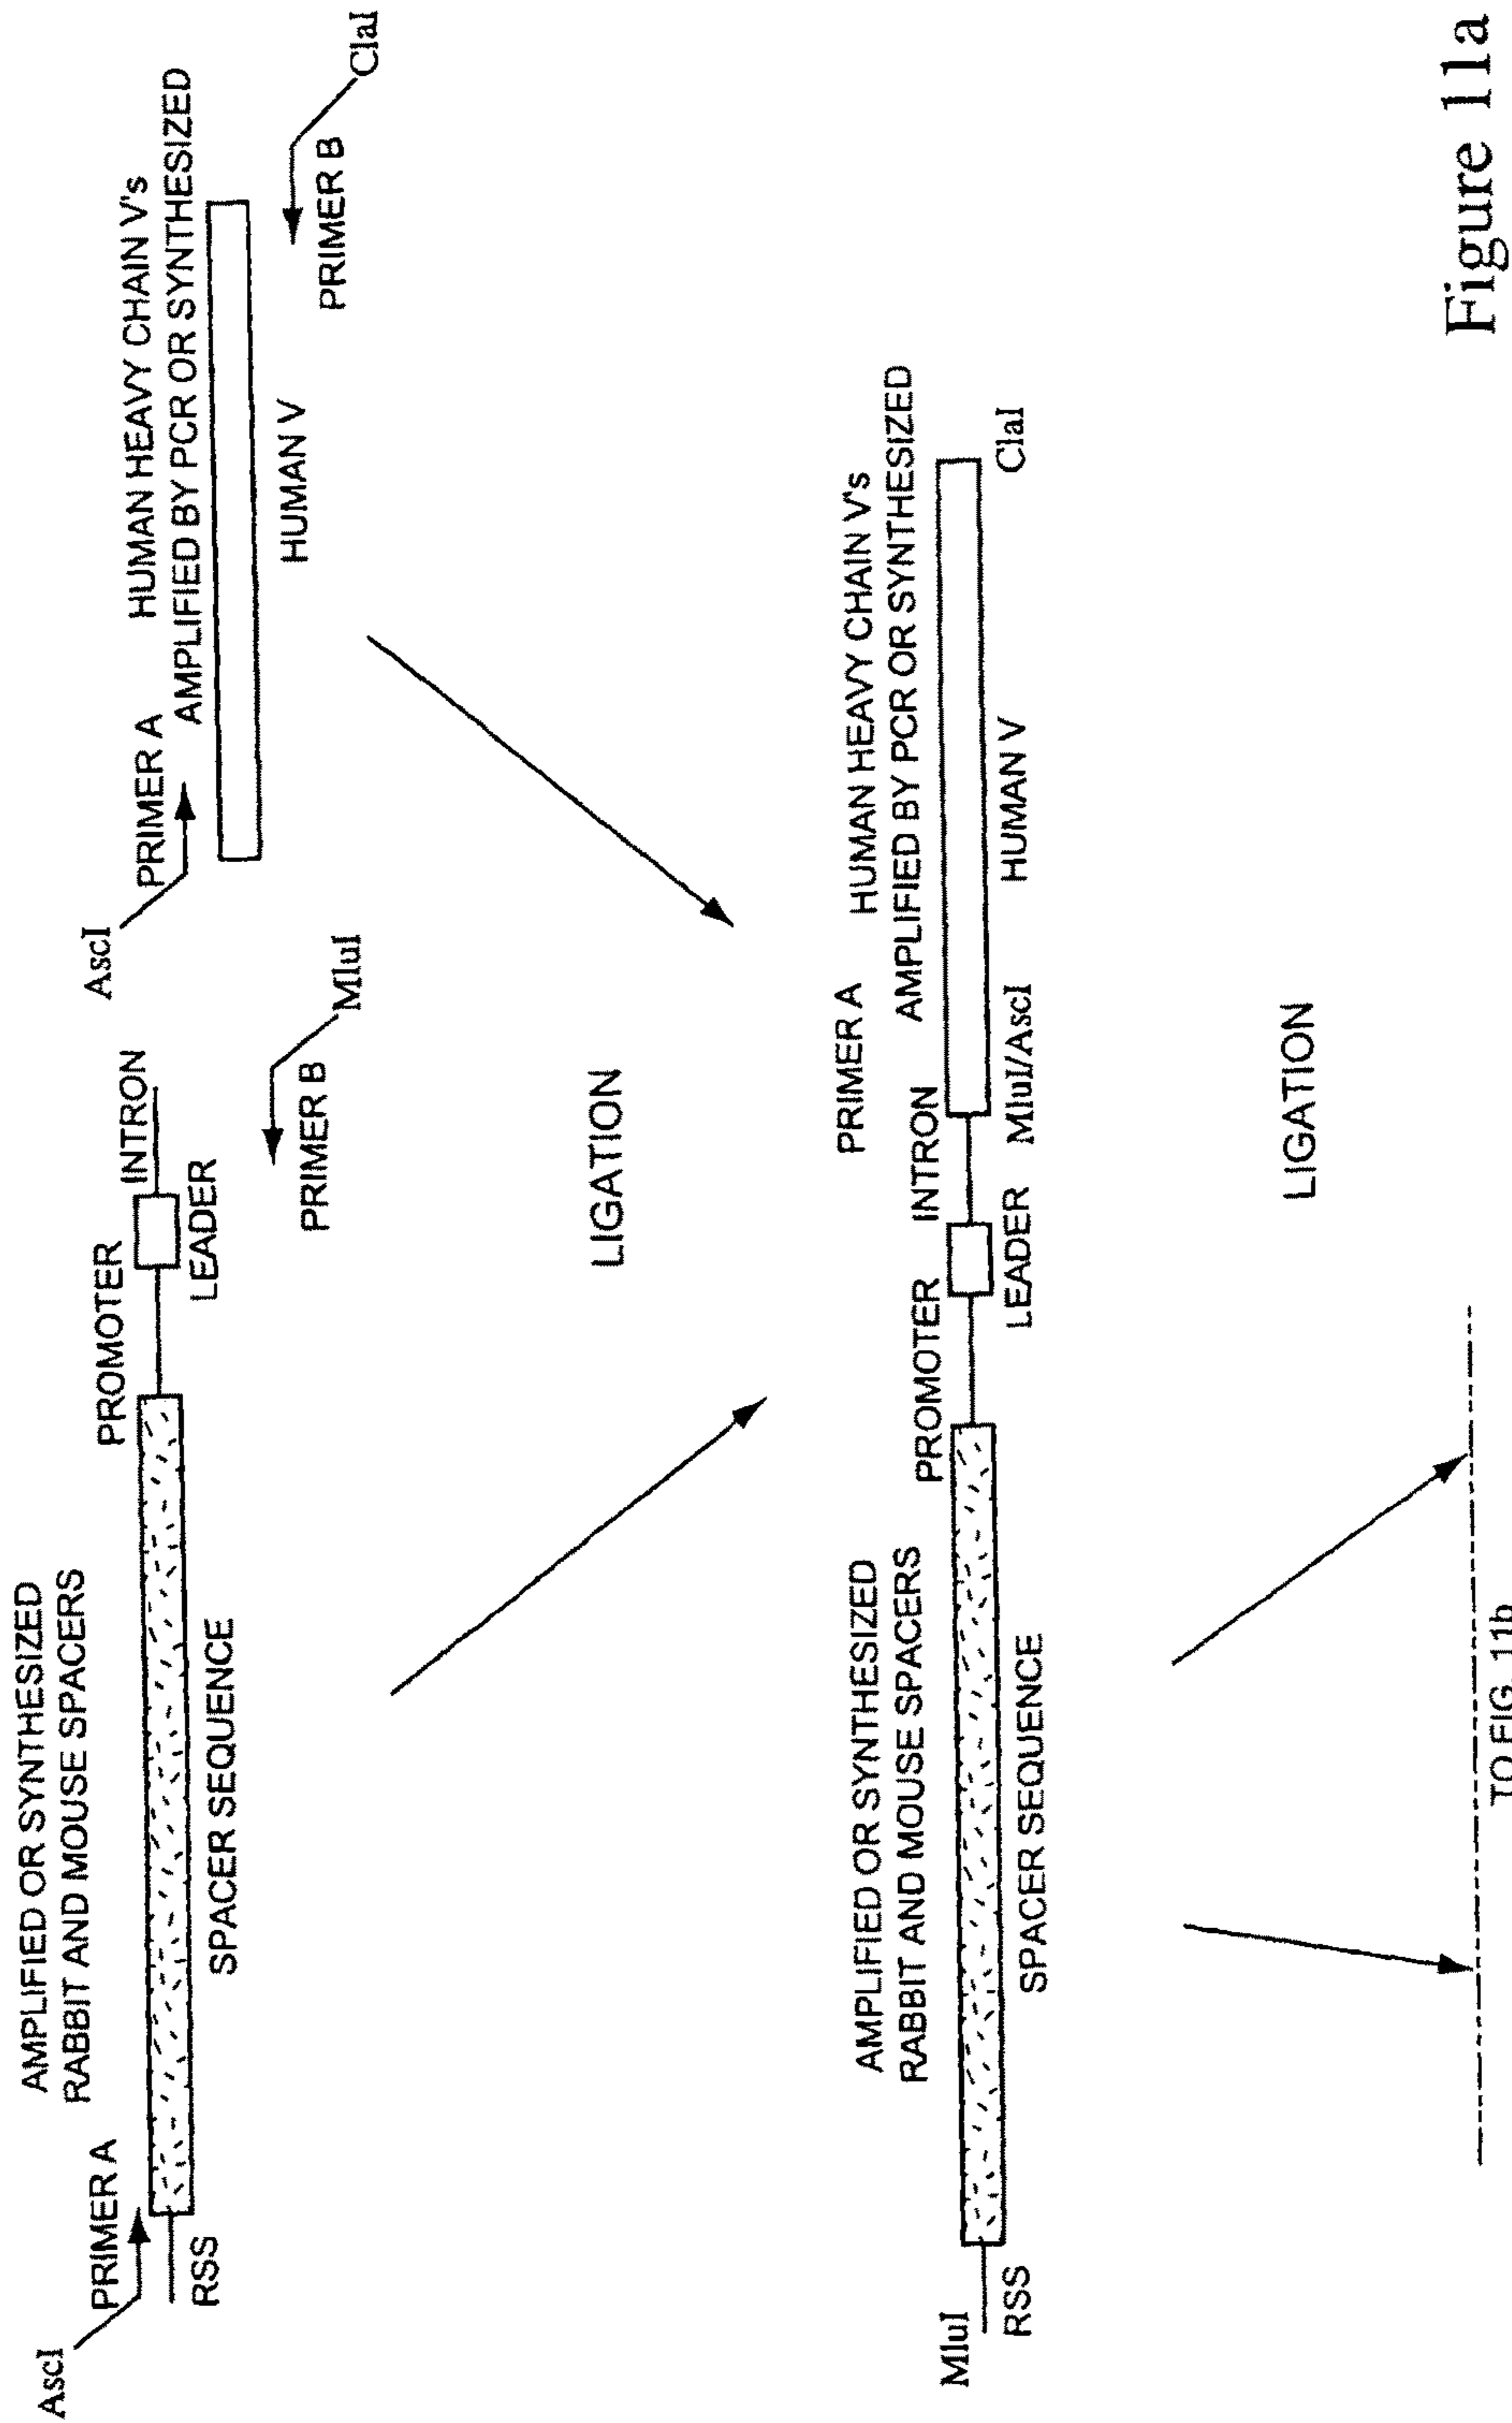 AMPLIFIED OR SYNTHESIZED
RABBIT AND MOUSE SPACERS
AscI
PRIMER A
RSS
SPACER SEQUENCE
PROMOTER
LEADER
INTRON
PRIMER B
MluI
AscI
PRIMER A
HUMAN HEAVY CHAIN V's
AMPLIFIED BY PCR OR SYNTHESIZED
HUMAN V
PRIMER B
ClaI
LIGATION
AMPLIFIED OR SYNTHESIZED
RABBIT AND MOUSE SPACERS
MluI
RSS
SPACER SEQUENCE
PROMOTER
LEADER
INTRON
MluI/AscI
PRIMER A
HUMAN HEAVY CHAIN V's
AMPLIFIED BY PCR OR SYNTHESIZED
HUMAN V
ClaI
LIGATION
TO FIG. 11b
Figure 11a